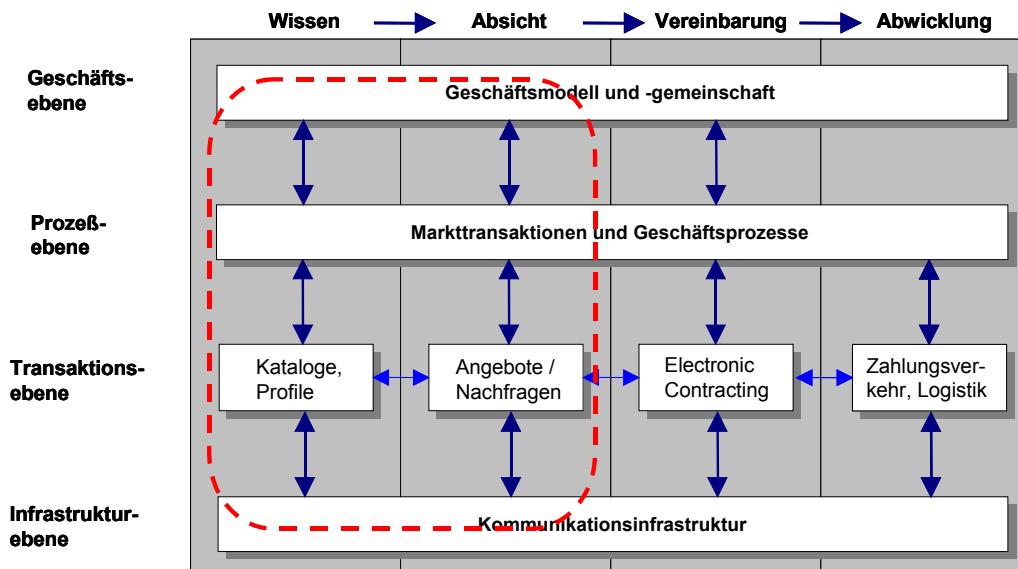 Wissen
Absicht
Vereinbarung
Abwicklung
Geschäfts-
ebene
Geschäftsmodell und -gemeinschaft
Prozeß-
ebene
Markttransaktionen und Geschäftsprozesse
Transaktions-
ebene
Kataloge,
Profile
Angebote /
Nachfragen
Electronic
Contracting
Zahlungsver-
kehr, Logistik
Infrastruktur-
ebene
Kommunikationsinfrastruktur